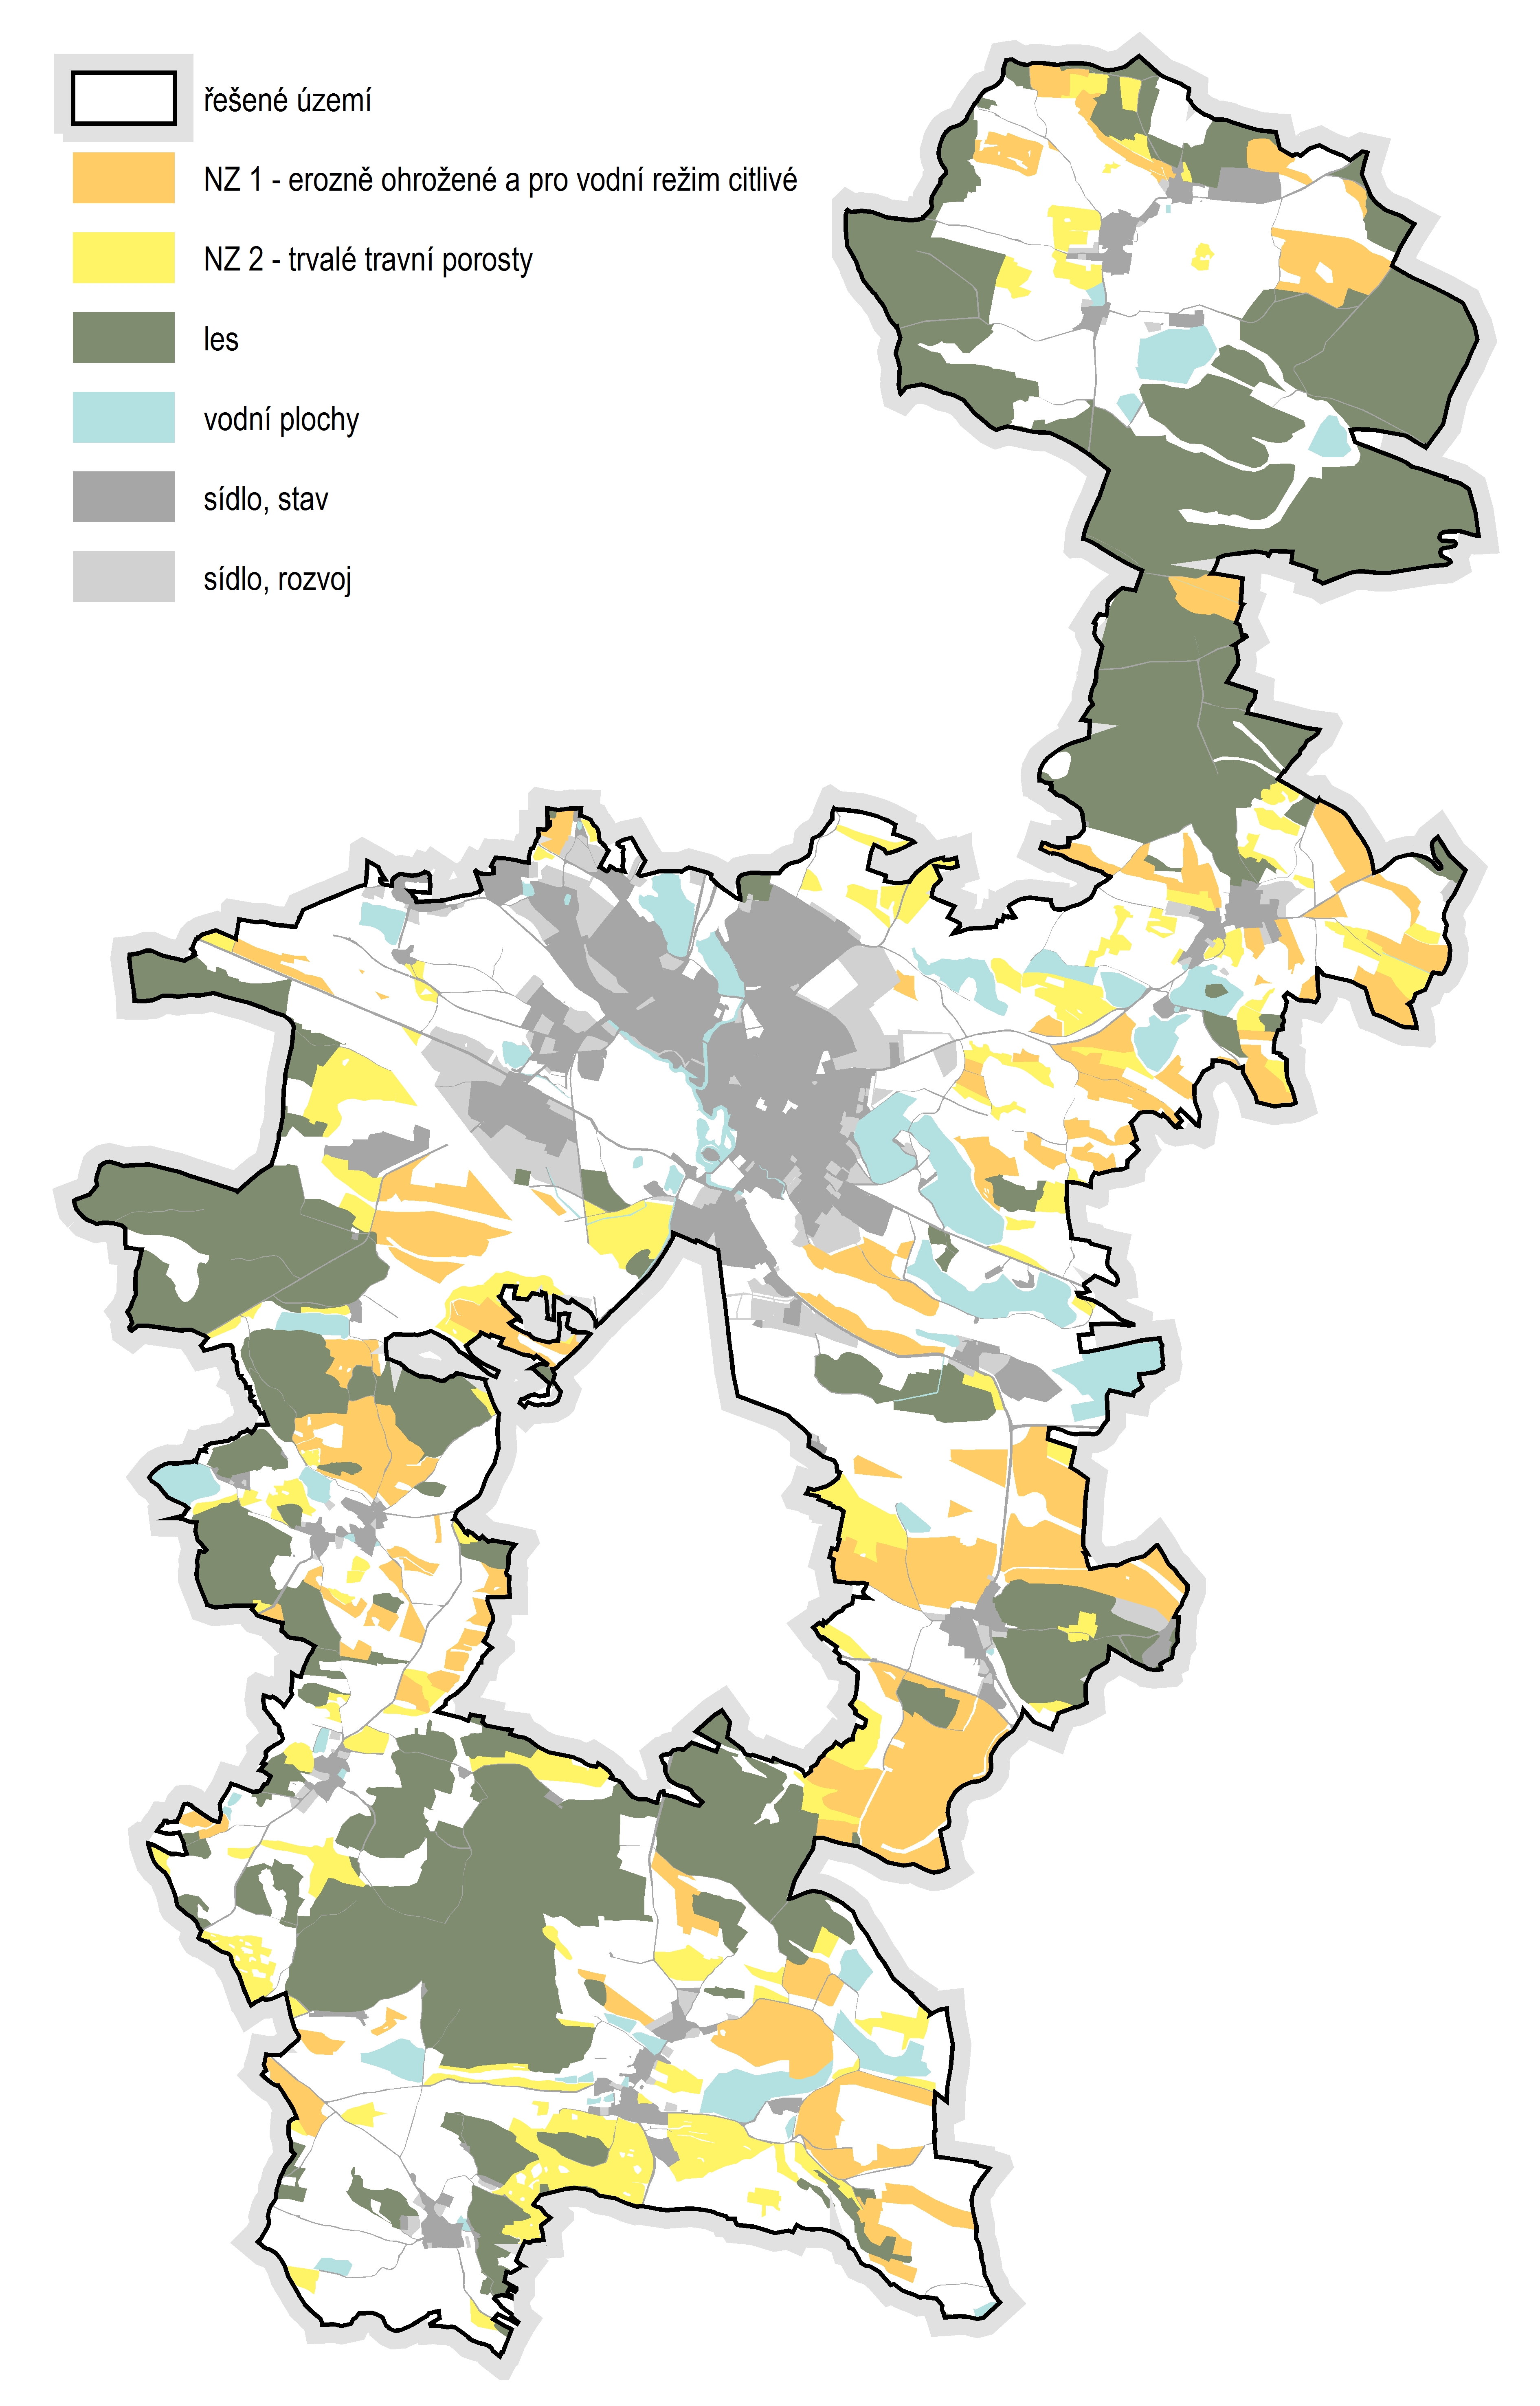 řešené území
NZ 1 - erozně ohrožené a pro vodní režim citlivé
NZ 2 - trvalé travní porosty
les
vodní plochy
sídlo, stav
sídlo, rozvoj